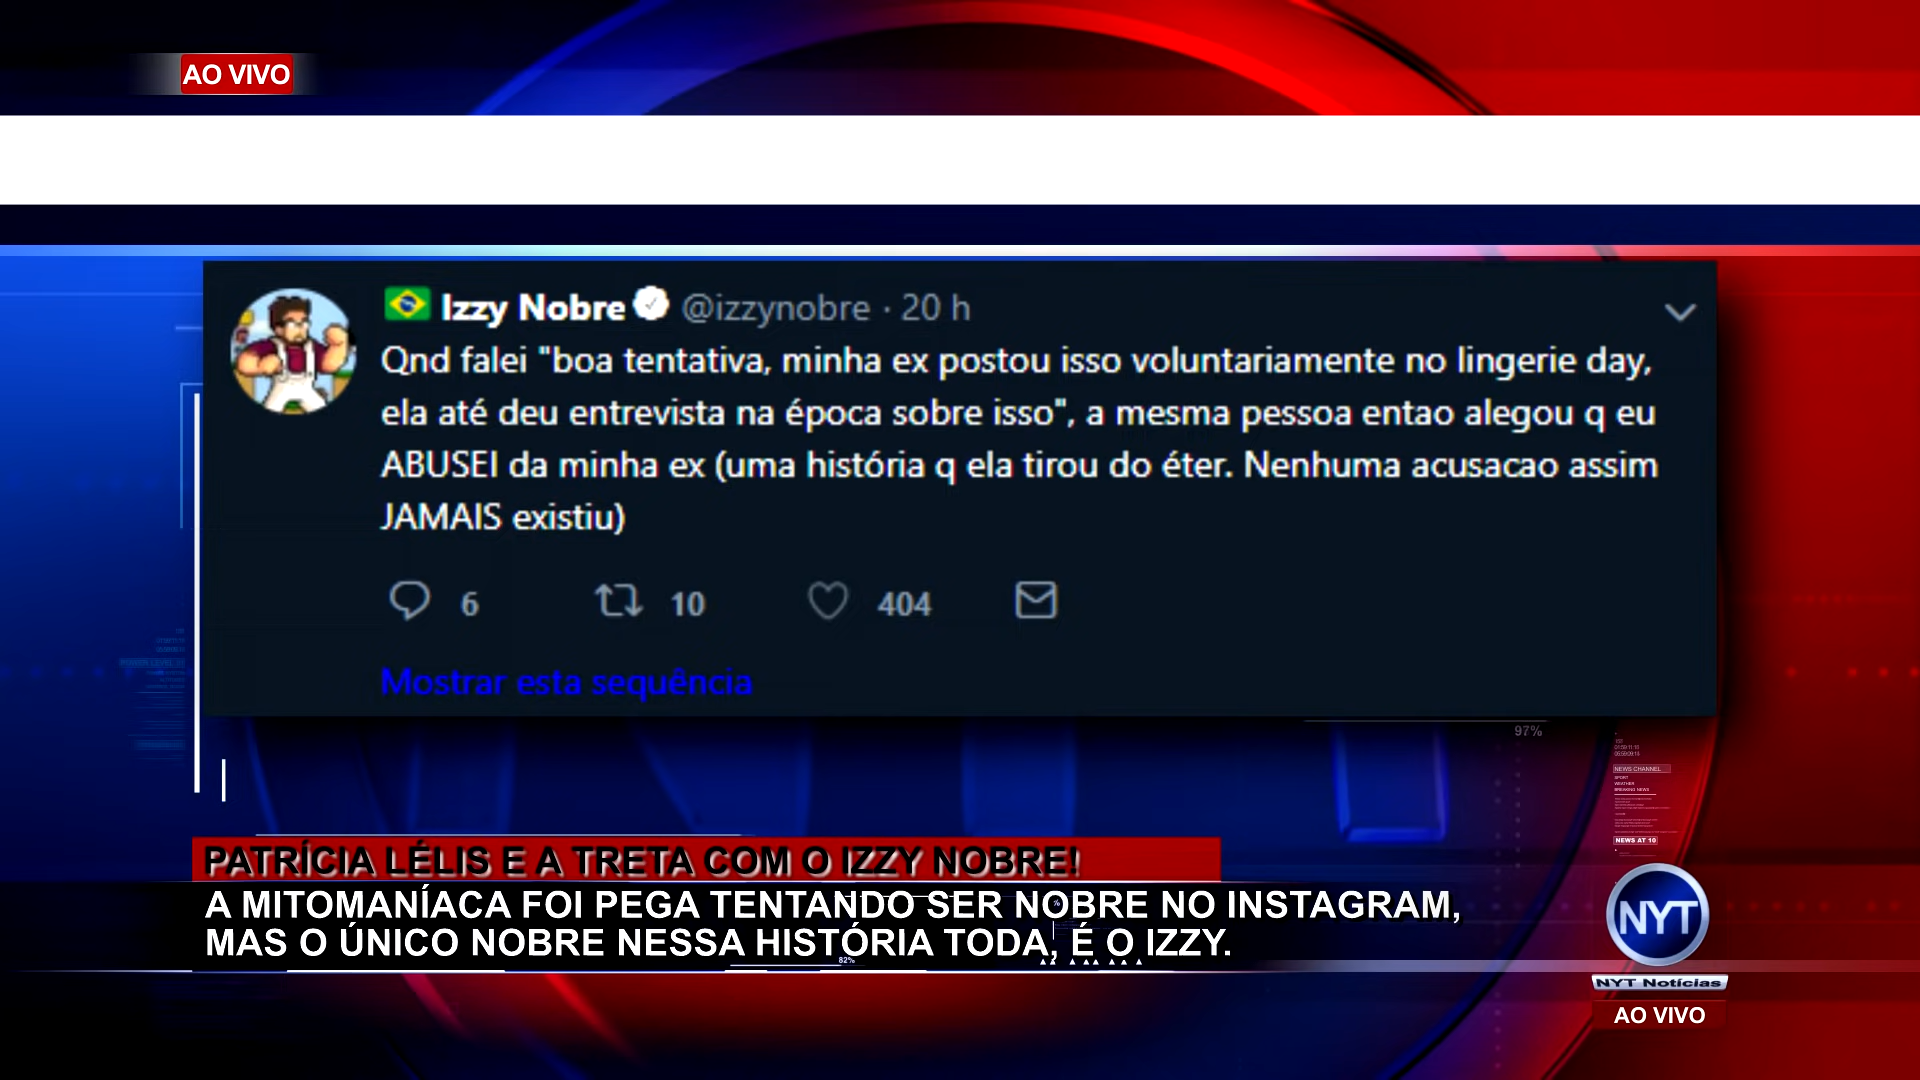 AO VIVO
Izzy Nobre @izzynobre · 20 h
Qnd falei "boa tentativa, minha ex postou isso voluntariamente no lingerie day,
ela até deu entrevista na época sobre isso", a mesma pessoa entao alegou q eu
ABUSEI da minha ex (uma história q ela tirou do éter. Nenhuma acusacao assim
JAMAIS existiu)
6 10 404
Mostrar esta sequência
97%
NEWS CHANNEL
SPORT
WEATHER
BREAKING NEWS
NEWS AT 10
PATRÍCIA LÉLIS E A TRETA COM O IZZY NOBRE!
A MITOMANÍACA FOI PEGA TENTANDO SER NOBRE NO INSTAGRAM,
MAS O ÚNICO NOBRE NESSA HISTÓRIA TODA, É O IZZY.
82%
NYT
NYT Notícias
AO VIVO